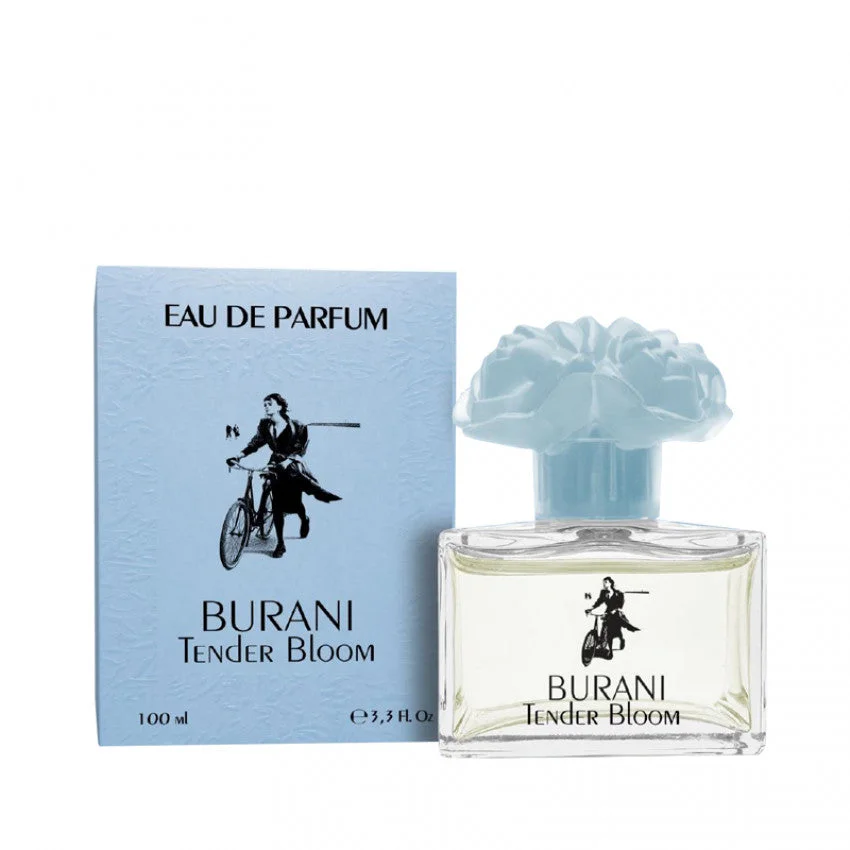 EAU DE PARFUM
BURANI
Tender Bloom
100 ml
℮3,3 fl. Oz
BURANI
Tender Bloom